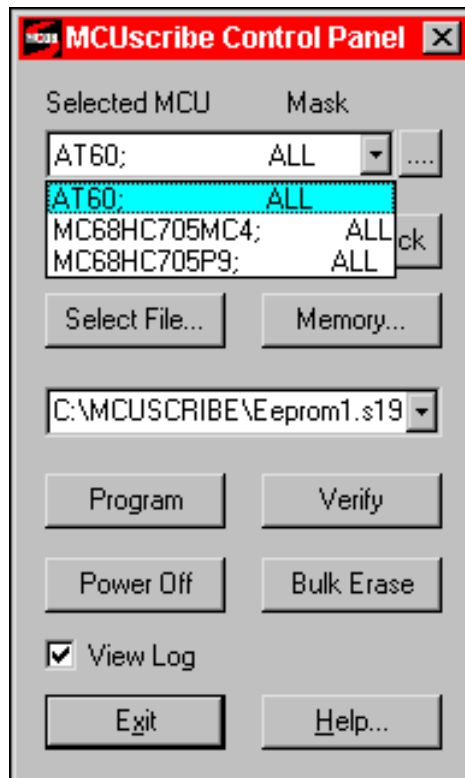 MCUS MCUscribe Control Panel
Selected MCU Mask
AT60; ALL ....
AT60; ALL
MC68HC705MC4; ALL
ck
MC68HC705P9; ALL
Select File... Memory...
C:\MCUSCRIBE\Eeprom1.s19
Program Verify
Power Off Bulk Erase
View Log
Exit Help...